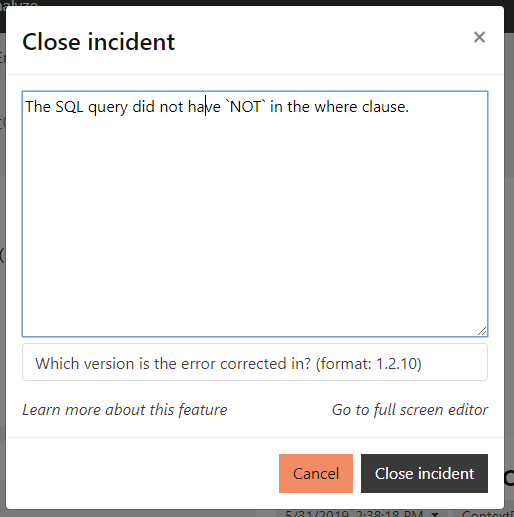 Close incident
×
The SQL query did not have `NOT` in the where clause.
Which version is the error corrected in? (format: 1.2.10)
Learn more about this feature
Go to full screen editor
Cancel
Close incident
5/31/2019, 2:38:18 PM